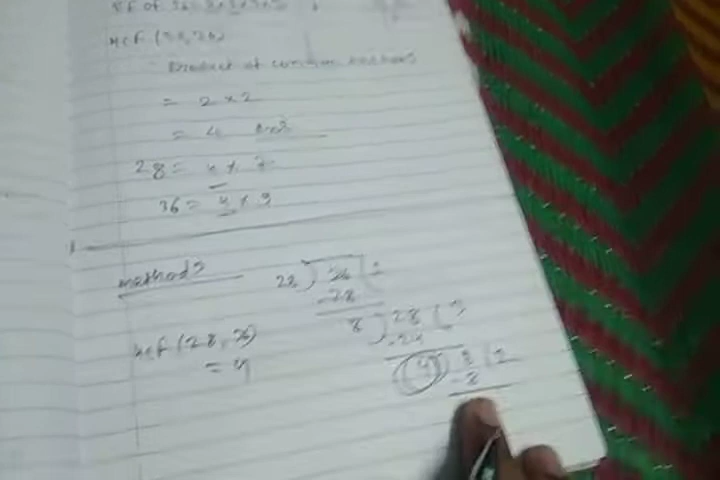 HCF (28,36)
Product of common factors
= 2 × 2
= 4 Ans
28 = 4 × 7
36 = 4 × 9
method 2
28 ) 36 ( 1
- 28
8 ) 28 ( 3
- 24
4 ) 8 ( 2
- 8
HCF (28, 36)
= 4